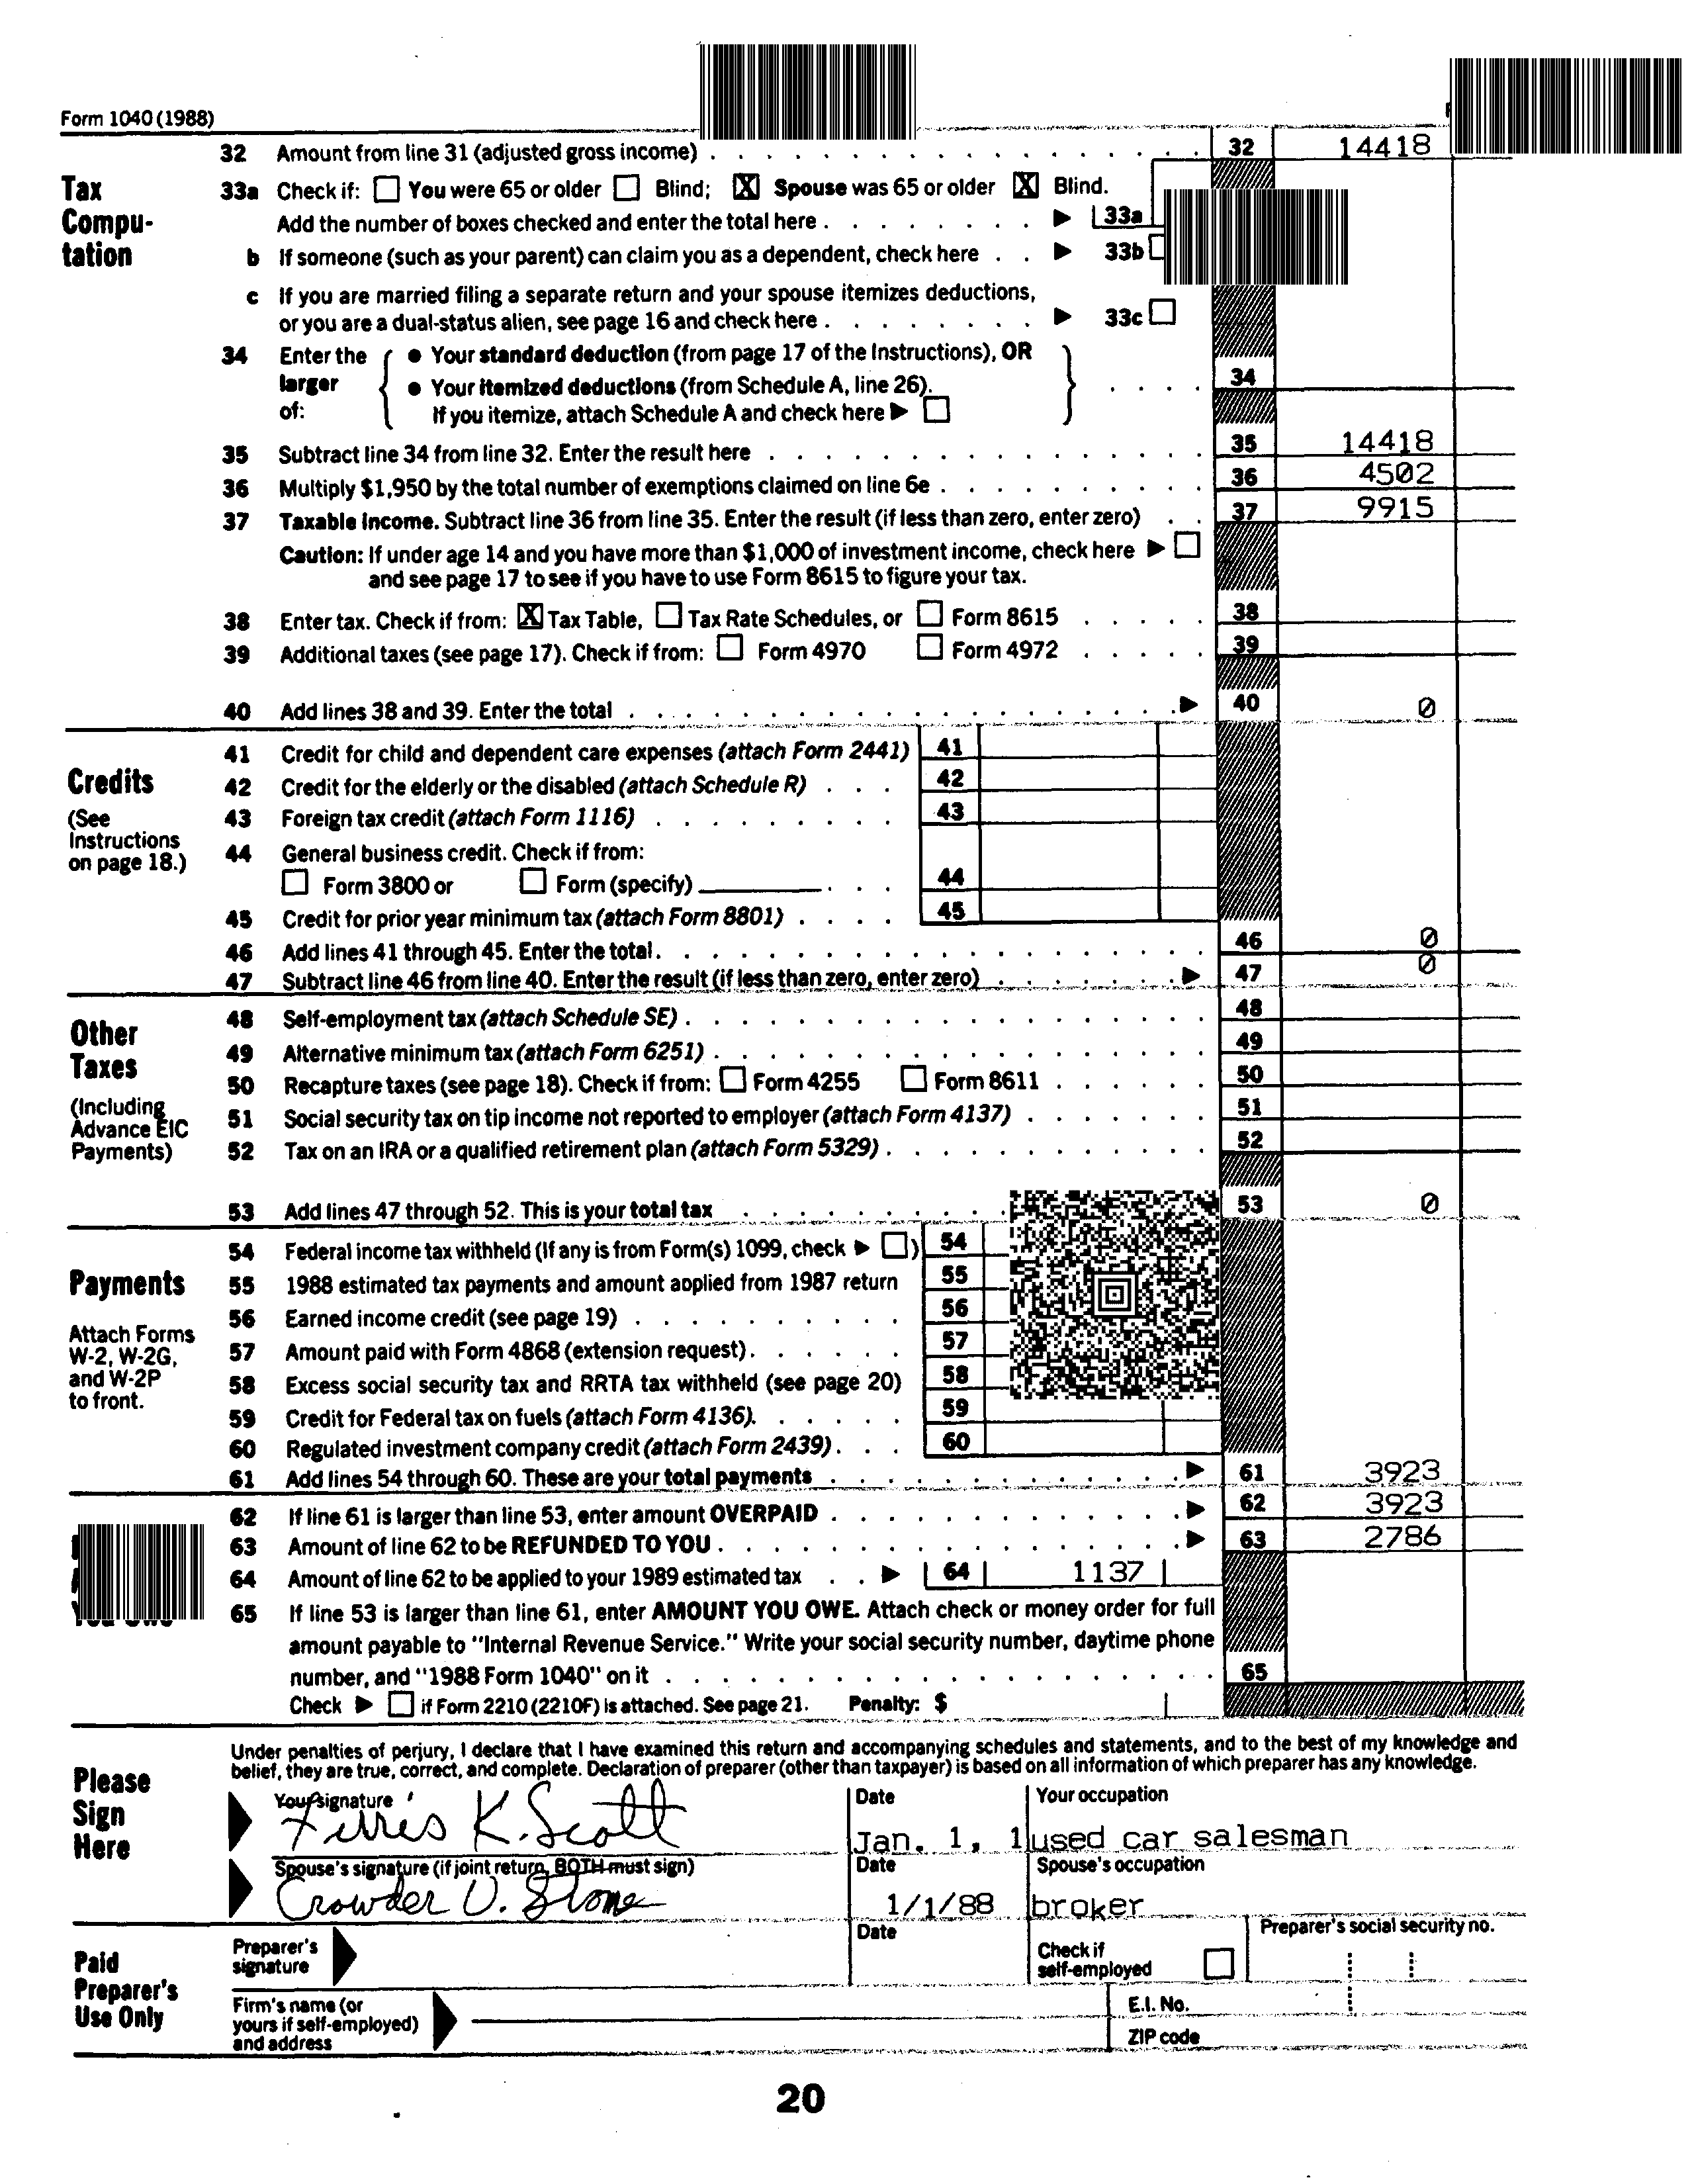 Form 1040 (1988)
32 Amount from line 31 (adjusted gross income) . . . 32 14418
Tax Compu-tation
33a Check if: You were 65 or older Blind; X Spouse was 65 or older X Blind.
Add the number of boxes checked and enter the total here . . . 33a
b If someone (such as your parent) can claim you as a dependent, check here . . 33b
c If you are married filing a separate return and your spouse itemizes deductions,
or you are a dual-status alien, see page 16 and check here . . . 33c
34 Enter the larger of:
● Your standard deduction (from page 17 of the Instructions), OR
● Your itemized deductions (from Schedule A, line 26).
If you itemize, attach Schedule A and check here
34
35 Subtract line 34 from line 32. Enter the result here . . . 35 14418
36 Multiply $1,950 by the total number of exemptions claimed on line 6e . . . 36 4502
37 Taxable income. Subtract line 36 from line 35. Enter the result (if less than zero, enter zero) . . 37 9915
Caution: If under age 14 and you have more than $1,000 of investment income, check here
and see page 17 to see if you have to use Form 8615 to figure your tax.
38 Enter tax. Check if from: X Tax Table, Tax Rate Schedules, or Form 8615 . . . 38
39 Additional taxes (see page 17). Check if from: Form 4970 Form 4972 . . . 39
40 Add lines 38 and 39. Enter the total . . . 40 0
Credits
(See Instructions on page 18.)
41 Credit for child and dependent care expenses (attach Form 2441) 41
42 Credit for the elderly or the disabled (attach Schedule R) . . . 42
43 Foreign tax credit (attach Form 1116) . . . 43
44 General business credit. Check if from:
Form 3800 or Form (specify) . . . 44
45 Credit for prior year minimum tax (attach Form 8801) . . . 45
46 Add lines 41 through 45. Enter the total . . . 46 0
47 Subtract line 46 from line 40. Enter the result (if less than zero, enter zero) . . . 47 0
Other Taxes
(Including Advance EIC Payments)
48 Self-employment tax (attach Schedule SE) . . . 48
49 Alternative minimum tax (attach Form 6251) . . . 49
50 Recapture taxes (see page 18). Check if from: Form 4255 Form 8611 . . . 50
51 Social security tax on tip income not reported to employer (attach Form 4137) . . . 51
52 Tax on an IRA or a qualified retirement plan (attach Form 5329) . . . 52
53 Add lines 47 through 52. This is your total tax . . . 53 0
Payments
Attach Forms W-2, W-2G, and W-2P to front.
54 Federal income tax withheld (If any is from Form(s) 1099, check ) 54
55 1988 estimated tax payments and amount applied from 1987 return 55
56 Earned income credit (see page 19) . . . 56
57 Amount paid with Form 4868 (extension request) . . . 57
58 Excess social security tax and RRTA tax withheld (see page 20) 58
59 Credit for Federal tax on fuels (attach Form 4136). . . . 59
60 Regulated investment company credit (attach Form 2439) . . . 60
61 Add lines 54 through 60. These are your total payments . . . 61 3923
62 If line 61 is larger than line 53, enter amount OVERPAID . . . 62 3923
63 Amount of line 62 to be REFUNDED TO YOU . . . 63 2786
64 Amount of line 62 to be applied to your 1989 estimated tax . . 64 1137
65 If line 53 is larger than line 61, enter AMOUNT YOU OWE. Attach check or money order for full
amount payable to "Internal Revenue Service." Write your social security number, daytime phone
number, and "1988 Form 1040" on it . . . 65
Check if Form 2210 (2210F) is attached. See page 21. Penalty: $
Please Sign Here
Under penalties of perjury, I declare that I have examined this return and accompanying schedules and statements, and to the best of my knowledge and
belief, they are true, correct, and complete. Declaration of preparer (other than taxpayer) is based on all information of which preparer has any knowledge.
Your signature Date Your occupation
Ferris K. Scott Jan. 1, 1 used car salesman
Spouse's signature (if joint return, BOTH must sign) Date Spouse's occupation
Crowder U. Stone 1/1/88 broker
Paid Preparer's Use Only
Preparer's signature Date Check if self-employed Preparer's social security no.
Firm's name (or yours if self-employed) and address
E.I. No.
ZIP code
20